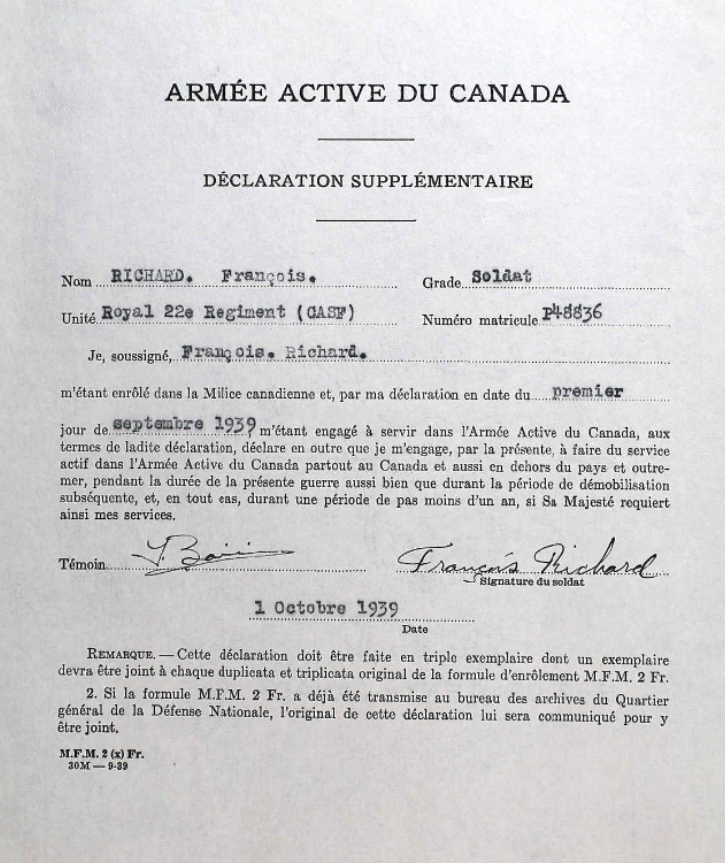 ARMÉE ACTIVE DU CANADA
DÉCLARATION SUPPLÉMENTAIRE
Nom RICHARD. François. Grade Soldat
Unité Royal 22e Regiment (CASF) Numéro matricule P48836
Je, soussigné, François. Richard.
m'étant enrôlé dans la Milice canadienne et, par ma déclaration en date du premier
jour de septembre 1939 m'étant engagé à servir dans l'Armée Active du Canada, aux
termes de ladite déclaration, déclare en outre que je m'engage, par la présente, à faire du service
actif dans l'Armée Active du Canada partout au Canada et aussi en dehors du pays et outre-
mer, pendant la durée de la présente guerre aussi bien que durant la période de démobilisation
subséquente, et, en tout cas, durant une période de pas moins d'un an, si Sa Majesté requiert
ainsi mes services.
Témoin François Richard
Signature du soldat
1 Octobre 1939
Date
REMARQUE. — Cette déclaration doit être faite en triple exemplaire dont un exemplaire
devra être joint à chaque duplicata et triplicata original de la formule d'enrôlement M.F.M. 2 Fr.
2. Si la formule M.F.M. 2 Fr. a déjà été transmise au bureau des archives du Quartier
général de la Défense Nationale, l'original de cette déclaration lui sera communiqué pour y
être joint.
M.F.M. 2 (x) Fr.
30M — 9-39